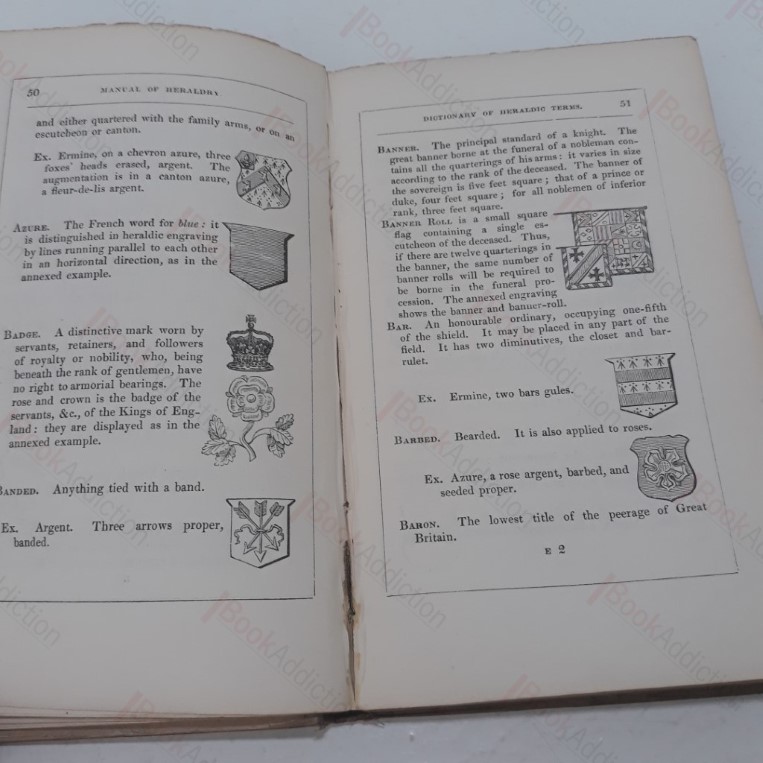 50 MANUAL OF HERALDRY.
and either quartered with the family arms, or on an
escutcheon or canton.
Ex. Ermine, on a chevron azure, three
foxes' heads erased, argent. The
augmentation is in a canton azure,
a fleur-de-lis argent.
AZURE. The French word for blue: it
is distinguished in heraldic engraving
by lines running parallel to each other
in an horizontal direction, as in the
annexed example.
BADGE. A distinctive mark worn by
servants, retainers, and followers
of royalty or nobility, who, being
beneath the rank of gentlemen, have
no right to armorial bearings. The
rose and crown is the badge of the
servants, &c., of the Kings of Eng-
land: they are displayed as in the
annexed example.
BANDED. Anything tied with a band.
Ex. Argent. Three arrows proper,
banded.
DICTIONARY OF HERALDIC TERMS. 51
BANNER. The principal standard of a knight. The
great banner borne at the funeral of a nobleman con-
tains all the quarterings of his arms: it varies in size
according to the rank of the deceased. The banner of
the sovereign is five feet square; that of a prince or
duke, four feet square; for all noblemen of inferior
rank, three feet square.
BANNER ROLL is a small square
flag containing a single es-
cutcheon of the deceased. Thus,
if there are twelve quarterings in
the banner, the same number of
banner rolls will be required to
be borne in the funeral pro-
cession. The annexed engraving
shows the banner and banner-roll.
BAR. An honourable ordinary, occupying one-fifth
of the shield. It may be placed in any part of the
field. It has two diminutives, the closet and bar-
rulet.
Ex. Ermine, two bars gules.
BARBED. Bearded. It is also applied to roses.
Ex. Azure, a rose argent, barbed, and
seeded proper.
BARON. The lowest title of the peerage of Great
Britain.
E 2
BookAddiction